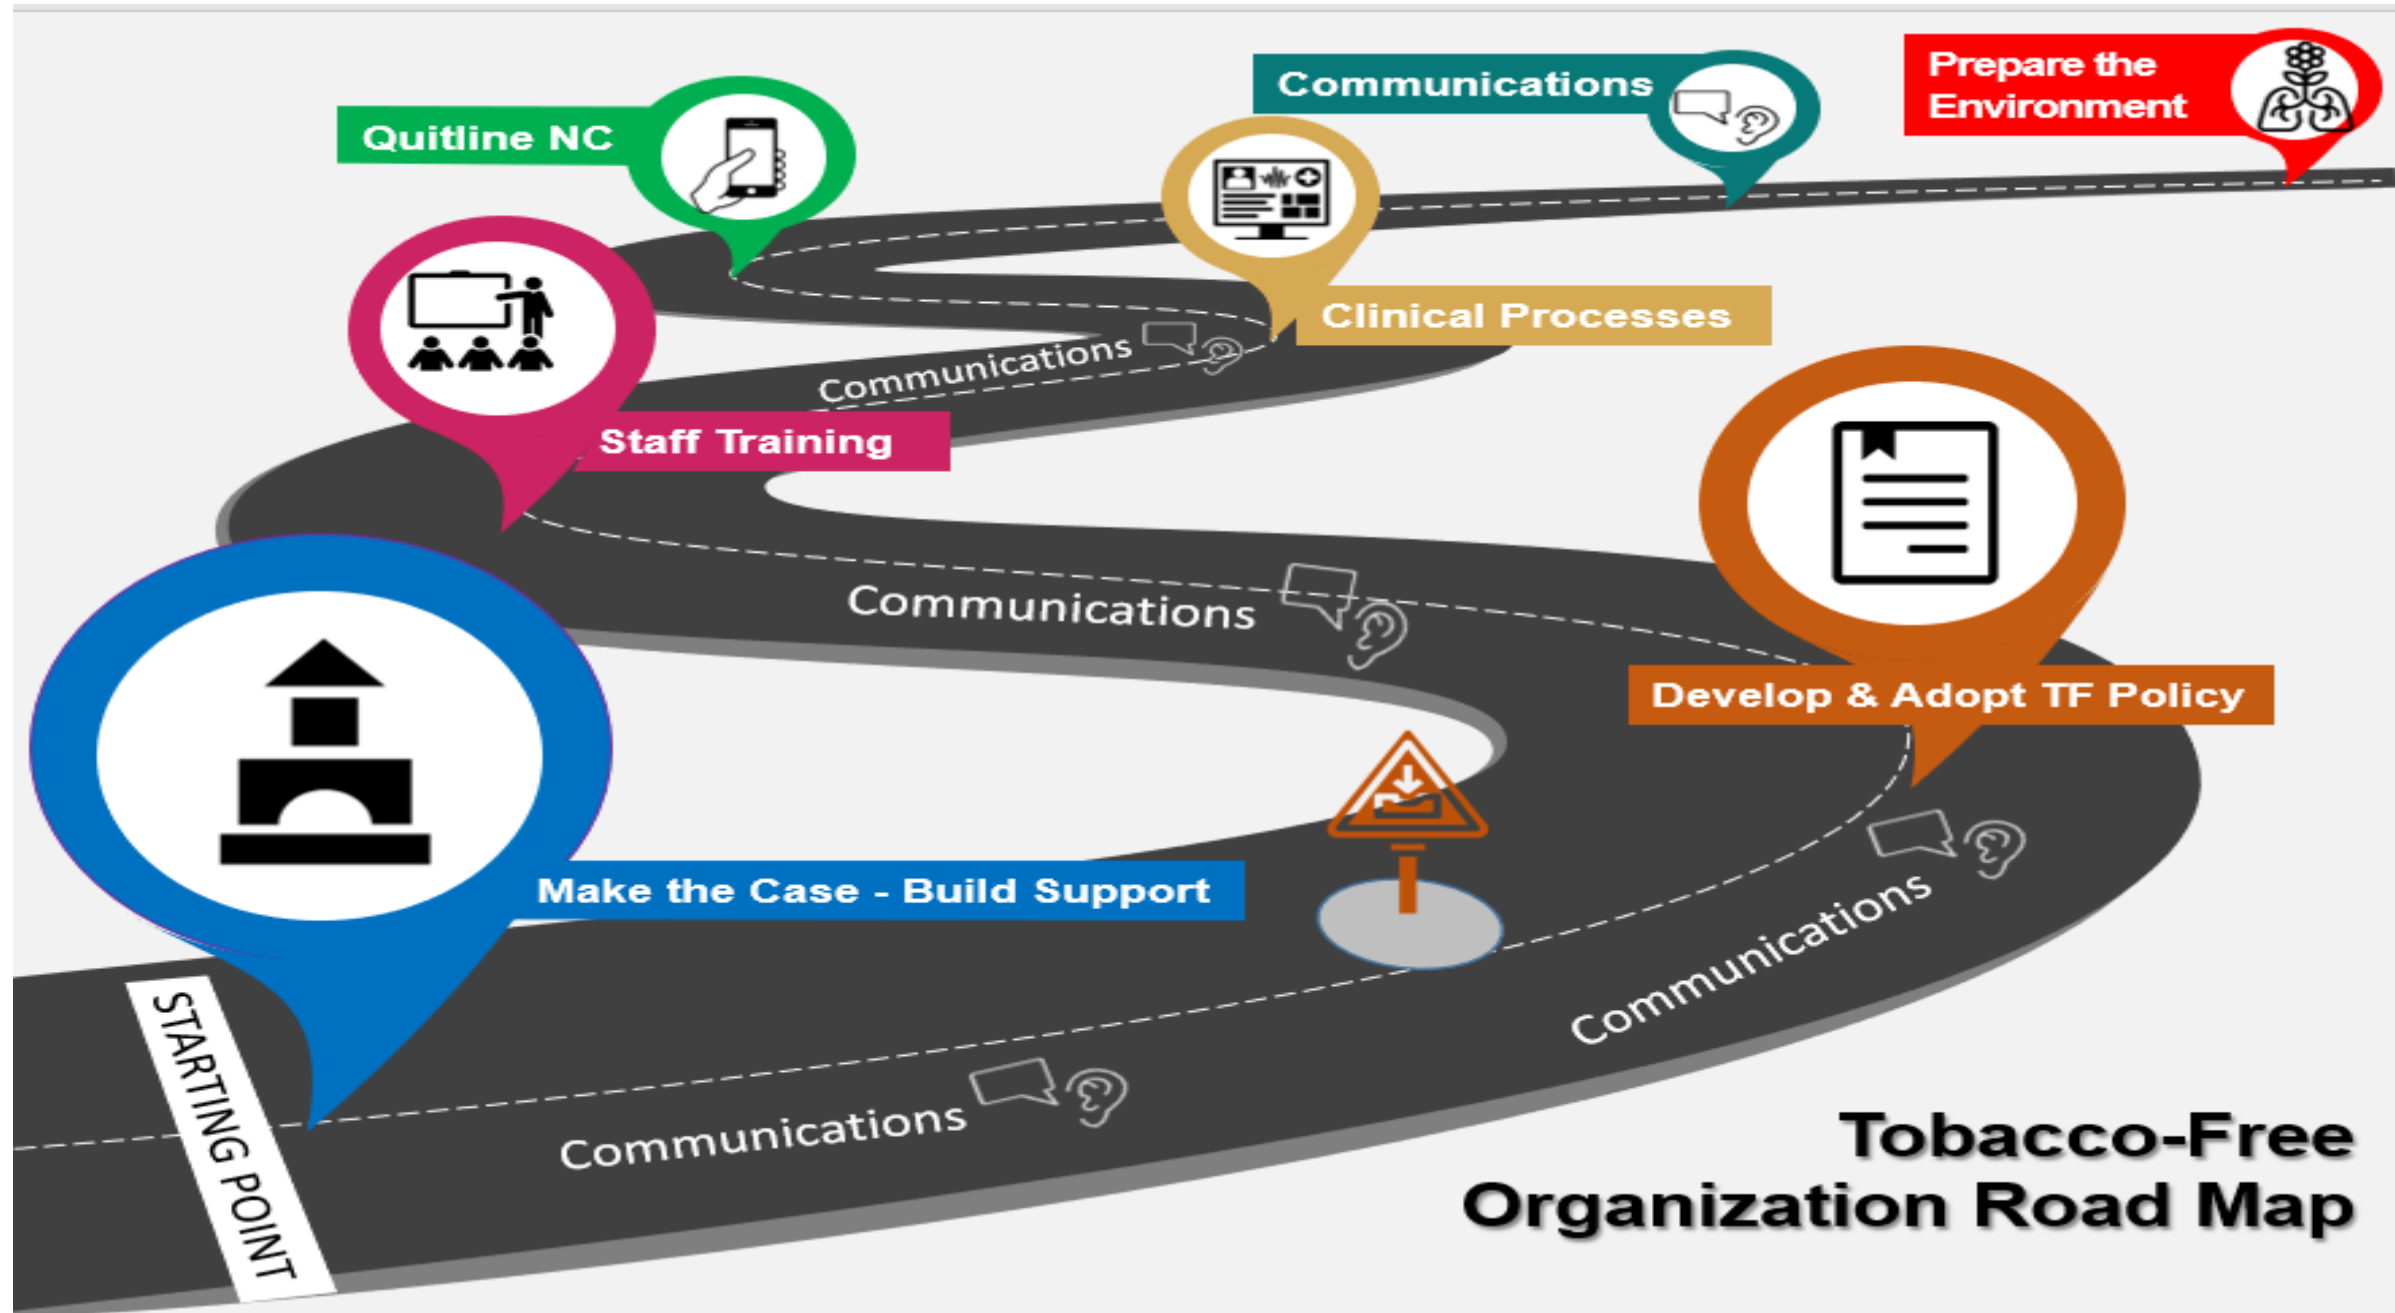 Communications
Prepare the
Environment
Quitline NC
Clinical Processes
Communications
Staff Training
Communications
Develop & Adopt TF Policy
Make the Case - Build Support
Communications
STARTING POINT
Communications
Tobacco-Free
Organization Road Map